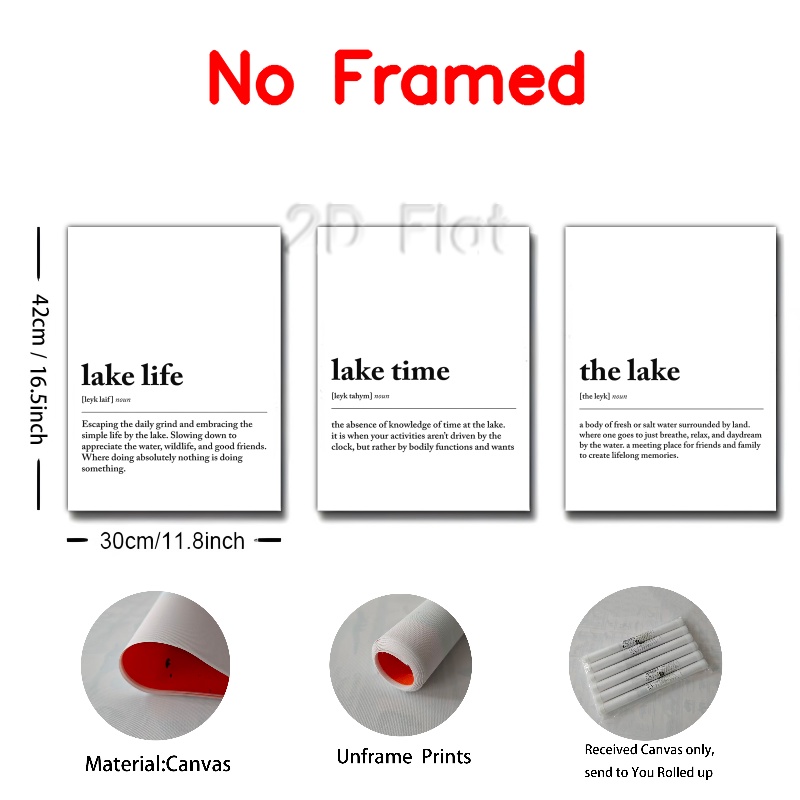 No Framed
2D Flat
42cm / 16.5inch
lake life
[leyk laif] noun
Escaping the daily grind and embracing the
simple life by the lake. Slowing down to
appreciate the water, wildlife, and good friends.
Where doing absolutely nothing is doing
something.
lake time
[leyk tahym] noun
the absence of knowledge of time at the lake.
it is when your activities aren't driven by the
clock, but rather by bodily functions and wants
the lake
[the leyk] noun
a body of fresh or salt water surrounded by land.
where one goes to just breathe, relax, and daydream
by the water. a meeting place for friends and family
to create lifelong memories.
30cm/11.8inch
Material:Canvas
Unframe Prints
Received Canvas only,
send to You Rolled up